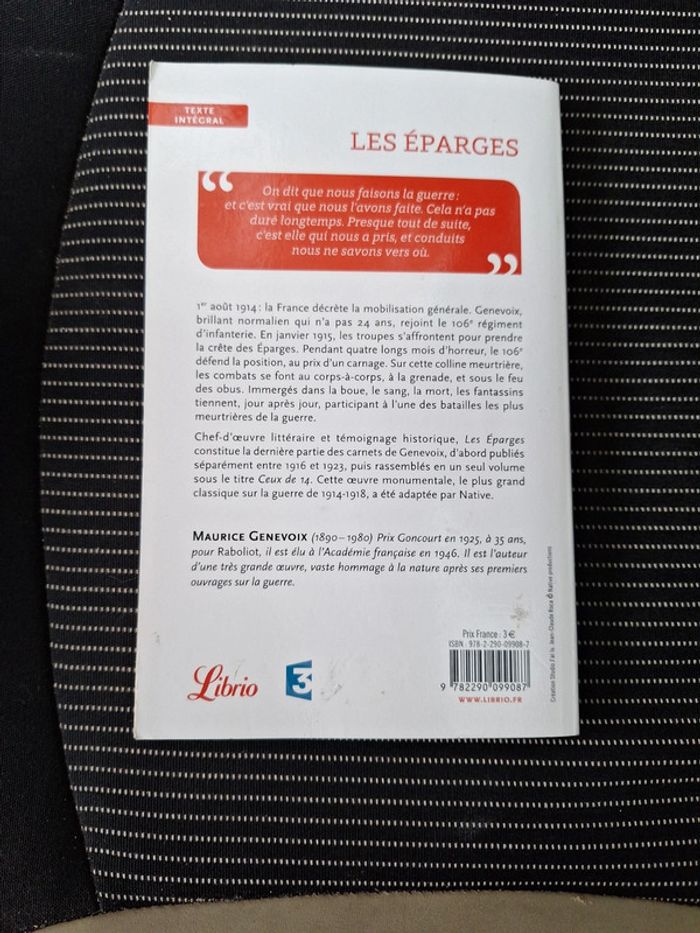 TEXTE
INTÉGRAL
LES ÉPARGES
“
On dit que nous faisons la guerre :
et c'est vrai que nous l'avons faite. Cela n'a pas
duré longtemps. Presque tout de suite,
c'est elle qui nous a pris, et conduits
nous ne savons vers où.
”
1er août 1914 : la France décrète la mobilisation générale. Genevoix,
brillant normalien qui n'a pas 24 ans, rejoint le 106e régiment
d'infanterie. En janvier 1915, les troupes s'affrontent pour prendre
la crête des Éparges. Pendant quatre longs mois d'horreur, le 106e
défend la position, au prix d'un carnage. Sur cette colline meurtrière,
les combats se font au corps-à-corps, à la grenade, et sous le feu
des obus. Immergés dans la boue, le sang, la mort, les fantassins
tiennent, jour après jour, participant à l'une des batailles les plus
meurtrières de la guerre.
Chef-d'œuvre littéraire et témoignage historique, Les Éparges
constitue la dernière partie des carnets de Genevoix, d'abord publiés
séparément entre 1916 et 1923, puis rassemblés en un seul volume
sous le titre Ceux de 14. Cette œuvre monumentale, le plus grand
classique sur la guerre de 1914-1918, a été adaptée par Native.
MAURICE GENEVOIX (1890–1980) Prix Goncourt en 1925, à 35 ans,
pour Raboliot, il est élu à l'Académie française en 1946. Il est l'auteur
d'une très grande œuvre, vaste hommage à la nature après ses premiers
ouvrages sur la guerre.
Prix France : 3 €
ISBN : 978-2-290-09908-7
9 782290 099087
WWW.LIBRIO.FR
Librio
3
Création Studio J'ai lu. Jean-Claude Roca © Native productions